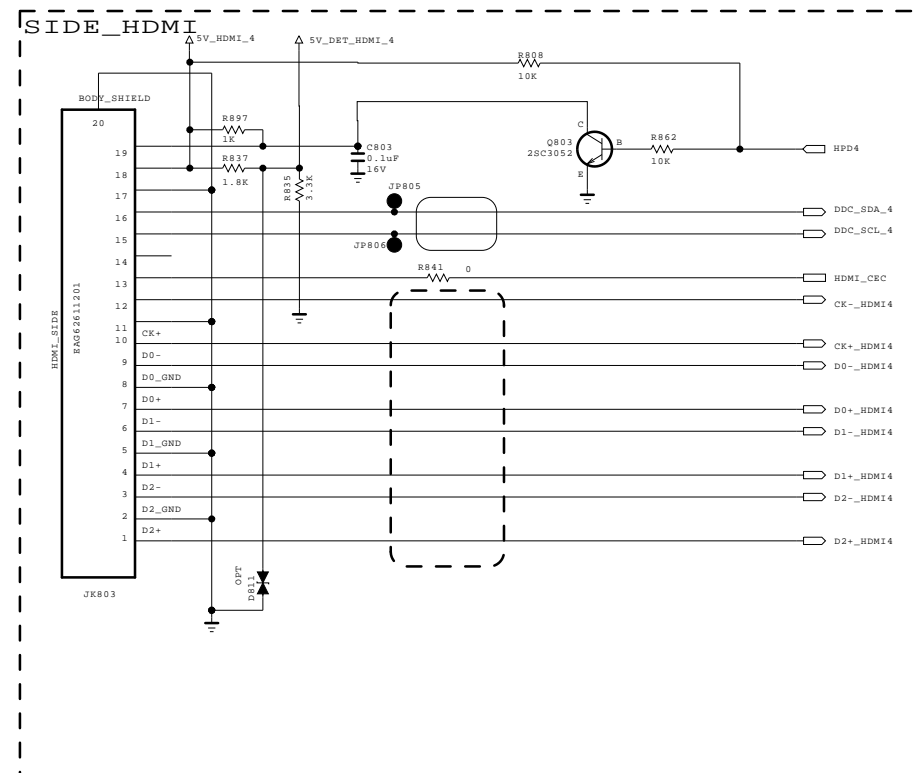 SIDE_HDMI
5V_HDMI_4
5V_DET_HDMI_4
R808
10K
BODY_SHIELD
20
R897
1K
C803
0.1uF
16V
Q803
2SC3052
C
B
E
R862
10K
HPD4
19
18
R837
1.8K
R835
3.3K
17
JP805
16
DDC_SDA_4
15
DDC_SCL_4
JP806
14
R841
0
13
HDMI_CEC
12
CK-_HDMI4
11
HDMI_SIDE
EAG62611201
CK+
10
CK+_HDMI4
D0-
9
D0-_HDMI4
D0_GND
8
D0+
7
D0+_HDMI4
D1-
6
D1-_HDMI4
D1_GND
5
D1+
4
D1+_HDMI4
D2-
3
D2-_HDMI4
D2_GND
2
D2+
1
D2+_HDMI4
OPT
D811
JK803